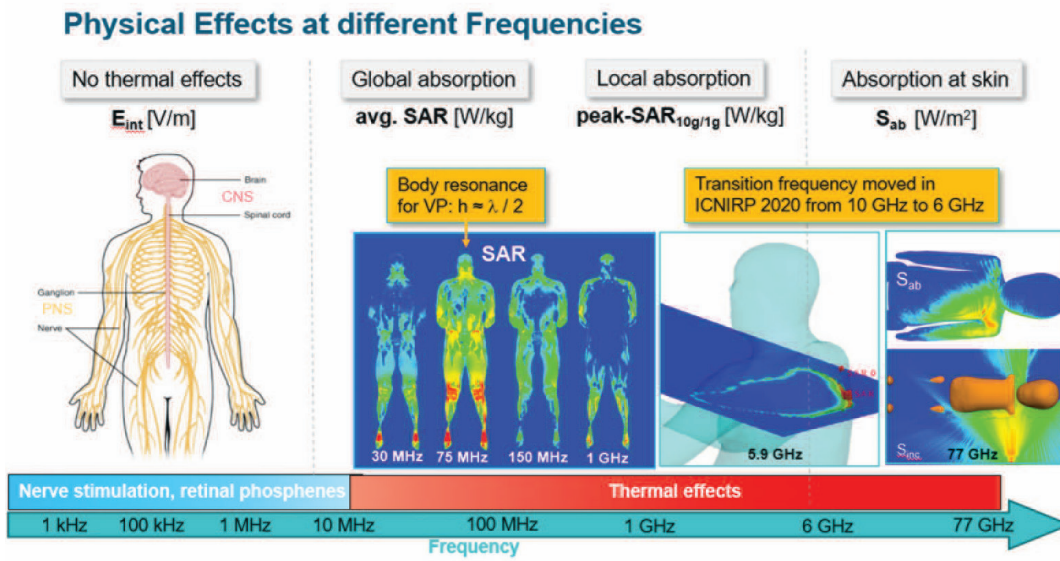 Physical Effects at different Frequencies
No thermal effects
Global absorption
Local absorption
Absorption at skin
E_int [V/m]
avg. SAR [W/kg]
peak-SAR_10g/1g [W/kg]
S_ab [W/m²]
Body resonance
for VP: h ≈ λ / 2
Transition frequency moved in
ICNIRP 2020 from 10 GHz to 6 GHz
Brain
CNS
Spinal cord
Ganglion
PNS
Nerve
SAR
30 MHz 75 MHz 150 MHz 1 GHz
5.9 GHz
S_ab
S_inc
77 GHz
Nerve stimulation, retinal phosphenes
Thermal effects
1 kHz 100 kHz 1 MHz 10 MHz 100 MHz 1 GHz 6 GHz 77 GHz
Frequency